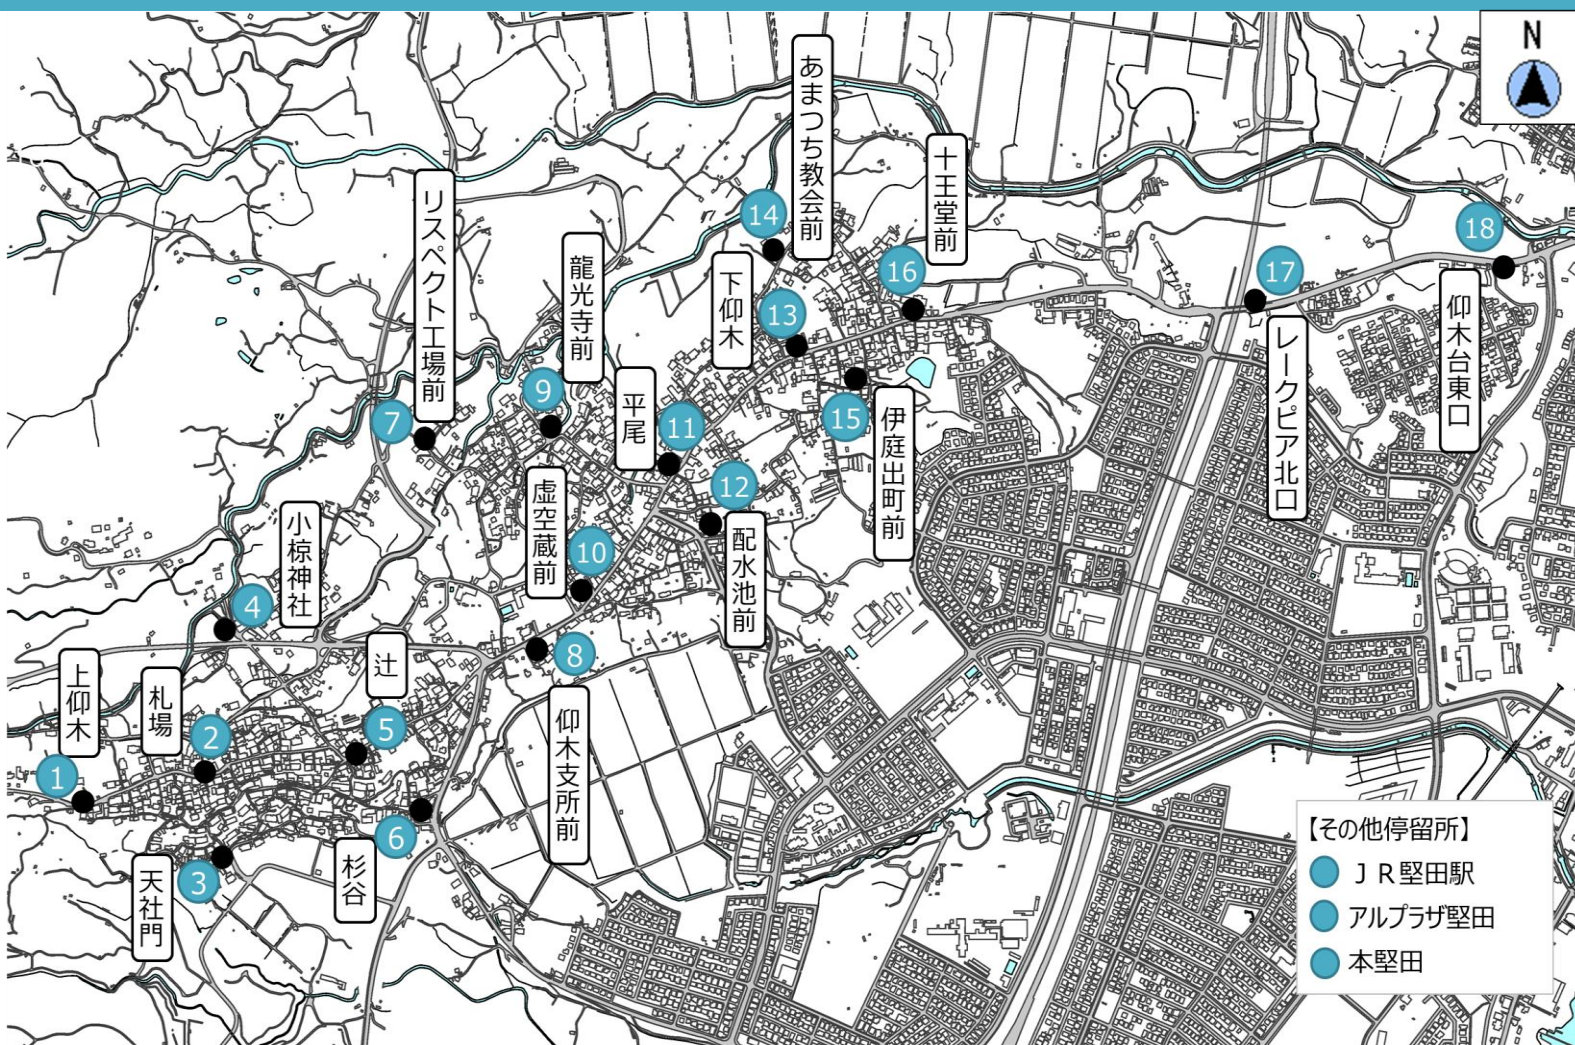 N
あまつち教会前
十王堂前
リスペクト工場前
14
18
龍光寺前
下仰木
16
17
仰木台東口
13
レークピア北口
平尾
9
7
11
15
伊庭出町前
12
虚空蔵前
小椋神社
配水池前
10
4
辻
8
上仰木
札場
仰木支所前
2
5
1
6
杉谷
3
天社門
【その他停留所】
ＪＲ堅田駅
アルプラザ堅田
本堅田